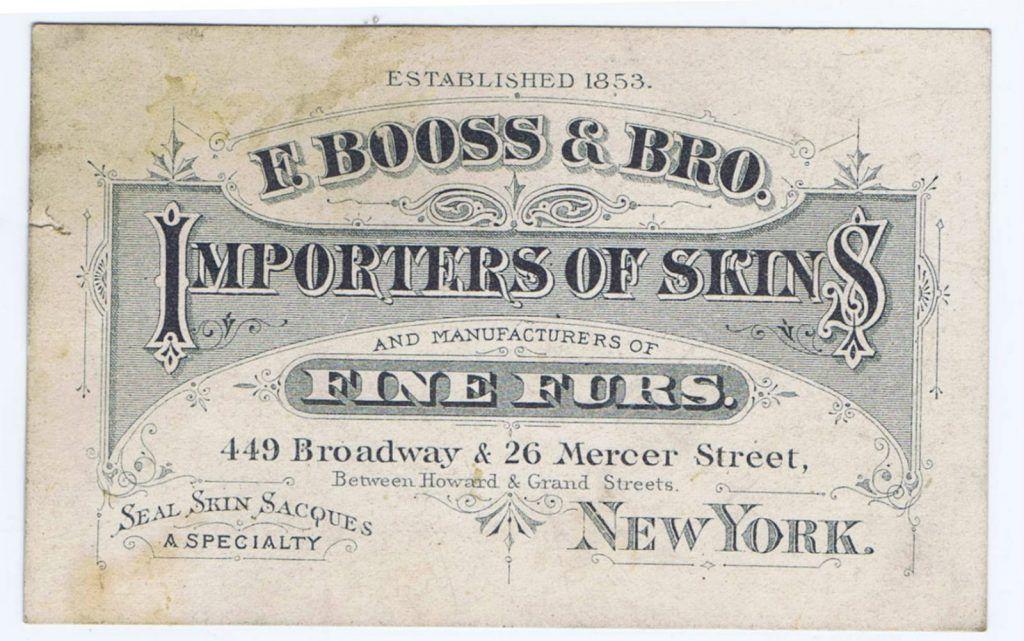 ESTABLISHED 1853.
F. BOOSS & BRO.
IMPORTERS OF SKINS
AND MANUFACTURERS OF
FINE FURS.
449 Broadway & 26 Mercer Street,
Between Howard & Grand Streets.
SEAL SKIN SACQUES
A SPECIALTY
NEW YORK.